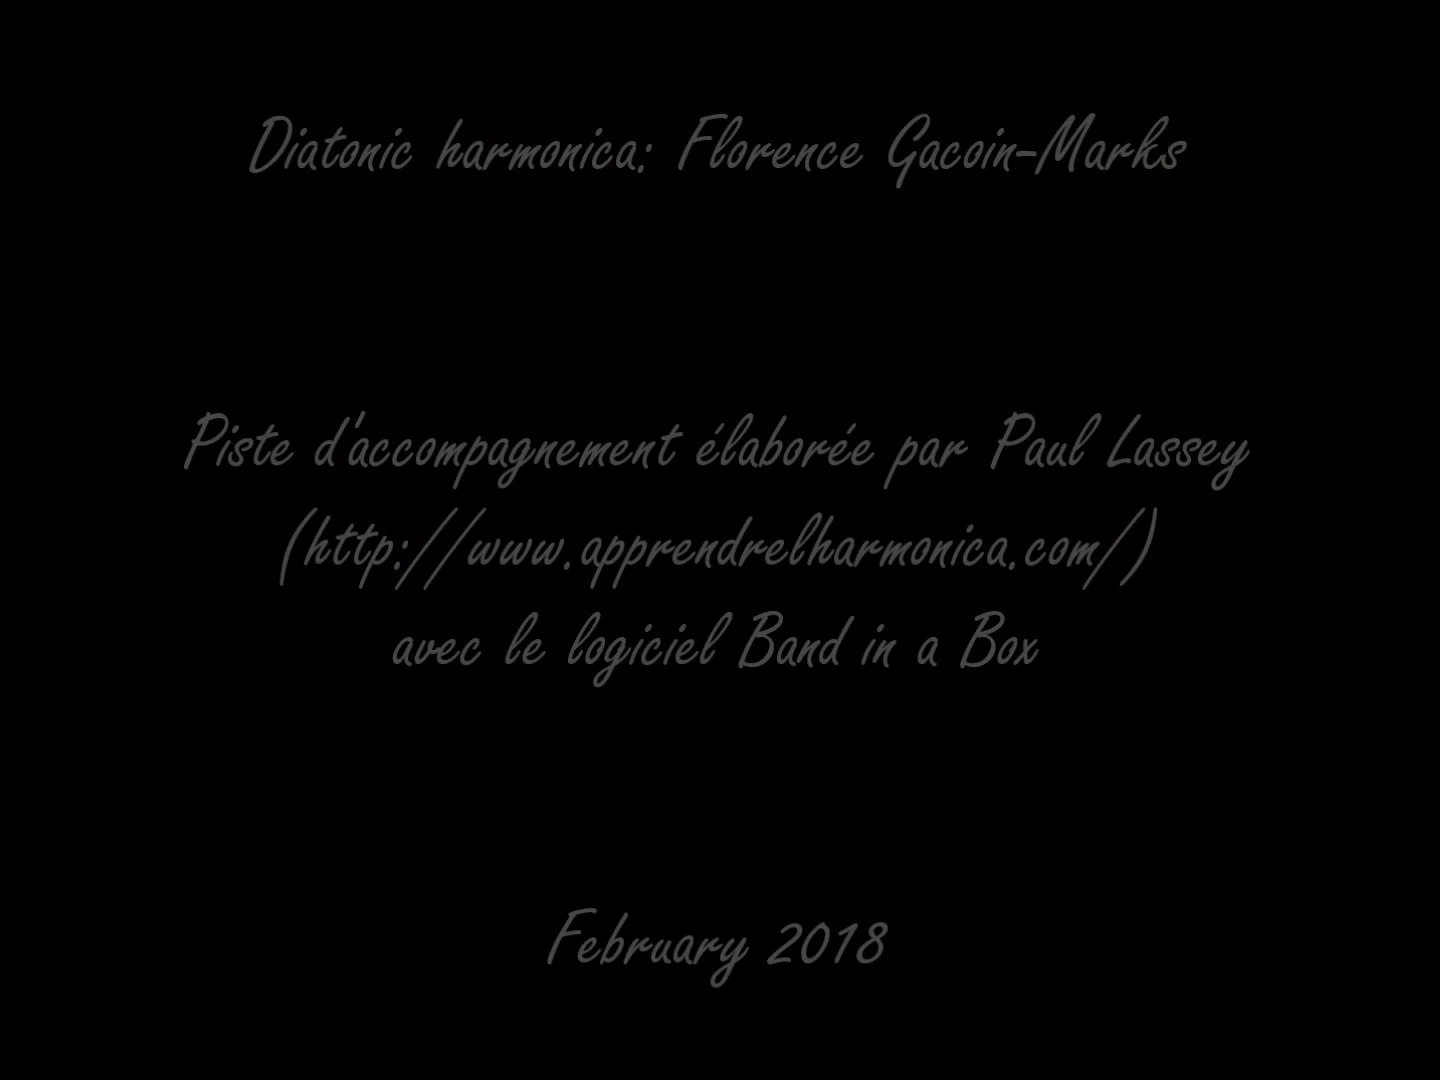 Diatonic harmonica: Florence Gacoin-Marks
Piste d'accompagnement élaborée par Paul Lassey
(http://www.apprendrelharmonica.com/)
avec le logiciel Band in a Box
February 2018